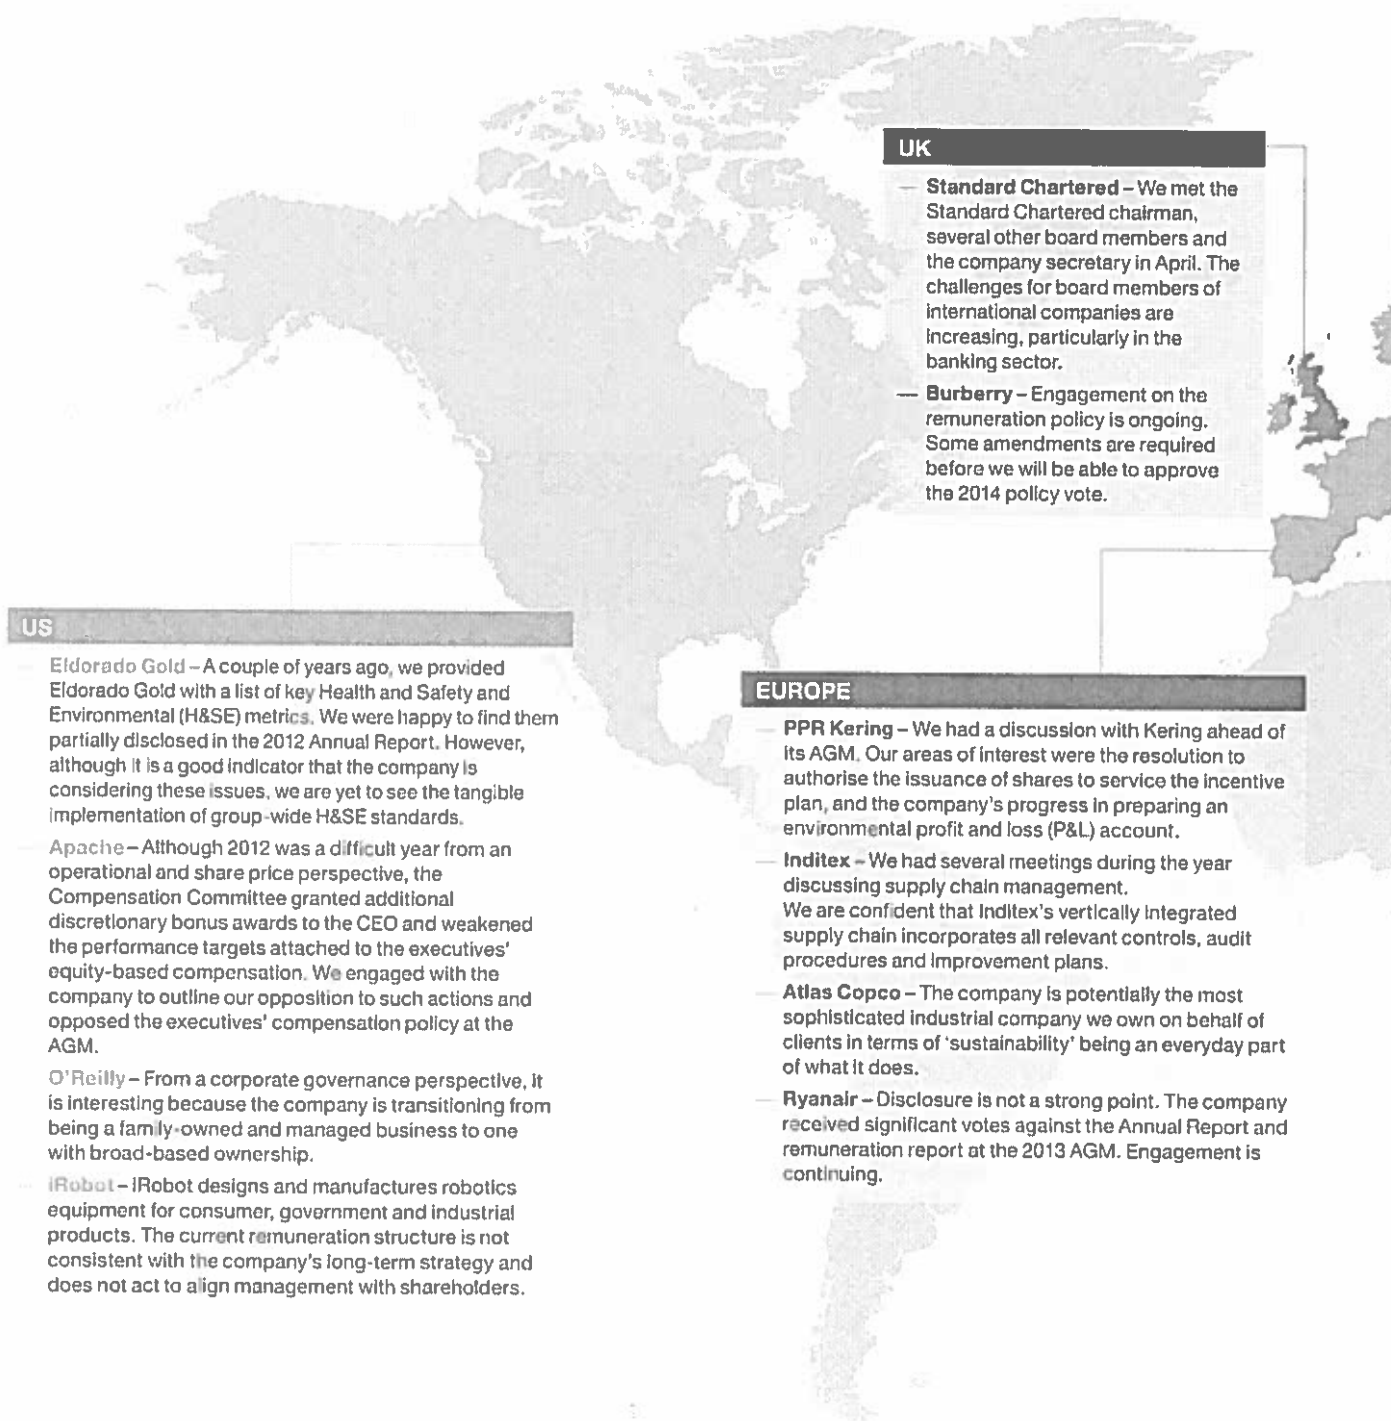 UK
— Standard Chartered – We met the
Standard Chartered chairman,
several other board members and
the company secretary in April. The
challenges for board members of
international companies are
increasing, particularly in the
banking sector.
— Burberry – Engagement on the
remuneration policy is ongoing.
Some amendments are required
before we will be able to approve
the 2014 policy vote.
US
— Eldorado Gold – A couple of years ago, we provided
Eldorado Gold with a list of key Health and Safety and
Environmental (H&SE) metrics. We were happy to find them
partially disclosed in the 2012 Annual Report. However,
although it is a good indicator that the company is
considering these issues, we are yet to see the tangible
implementation of group-wide H&SE standards.
— Apache – Although 2012 was a difficult year from an
operational and share price perspective, the
Compensation Committee granted additional
discretionary bonus awards to the CEO and weakened
the performance targets attached to the executives'
equity-based compensation. We engaged with the
company to outline our opposition to such actions and
opposed the executives' compensation policy at the
AGM.
O'Reilly – From a corporate governance perspective, it
is interesting because the company is transitioning from
being a family-owned and managed business to one
with broad-based ownership.
— iRobot – iRobot designs and manufactures robotics
equipment for consumer, government and industrial
products. The current remuneration structure is not
consistent with the company's long-term strategy and
does not act to align management with shareholders.
EUROPE
— PPR Kering – We had a discussion with Kering ahead of
its AGM. Our areas of interest were the resolution to
authorise the issuance of shares to service the incentive
plan, and the company's progress in preparing an
environmental profit and loss (P&L) account.
— Inditex – We had several meetings during the year
discussing supply chain management.
We are confident that Inditex's vertically integrated
supply chain incorporates all relevant controls, audit
procedures and improvement plans.
— Atlas Copco – The company is potentially the most
sophisticated industrial company we own on behalf of
clients in terms of 'sustainability' being an everyday part
of what it does.
— Ryanair – Disclosure is not a strong point. The company
received significant votes against the Annual Report and
remuneration report at the 2013 AGM. Engagement is
continuing.